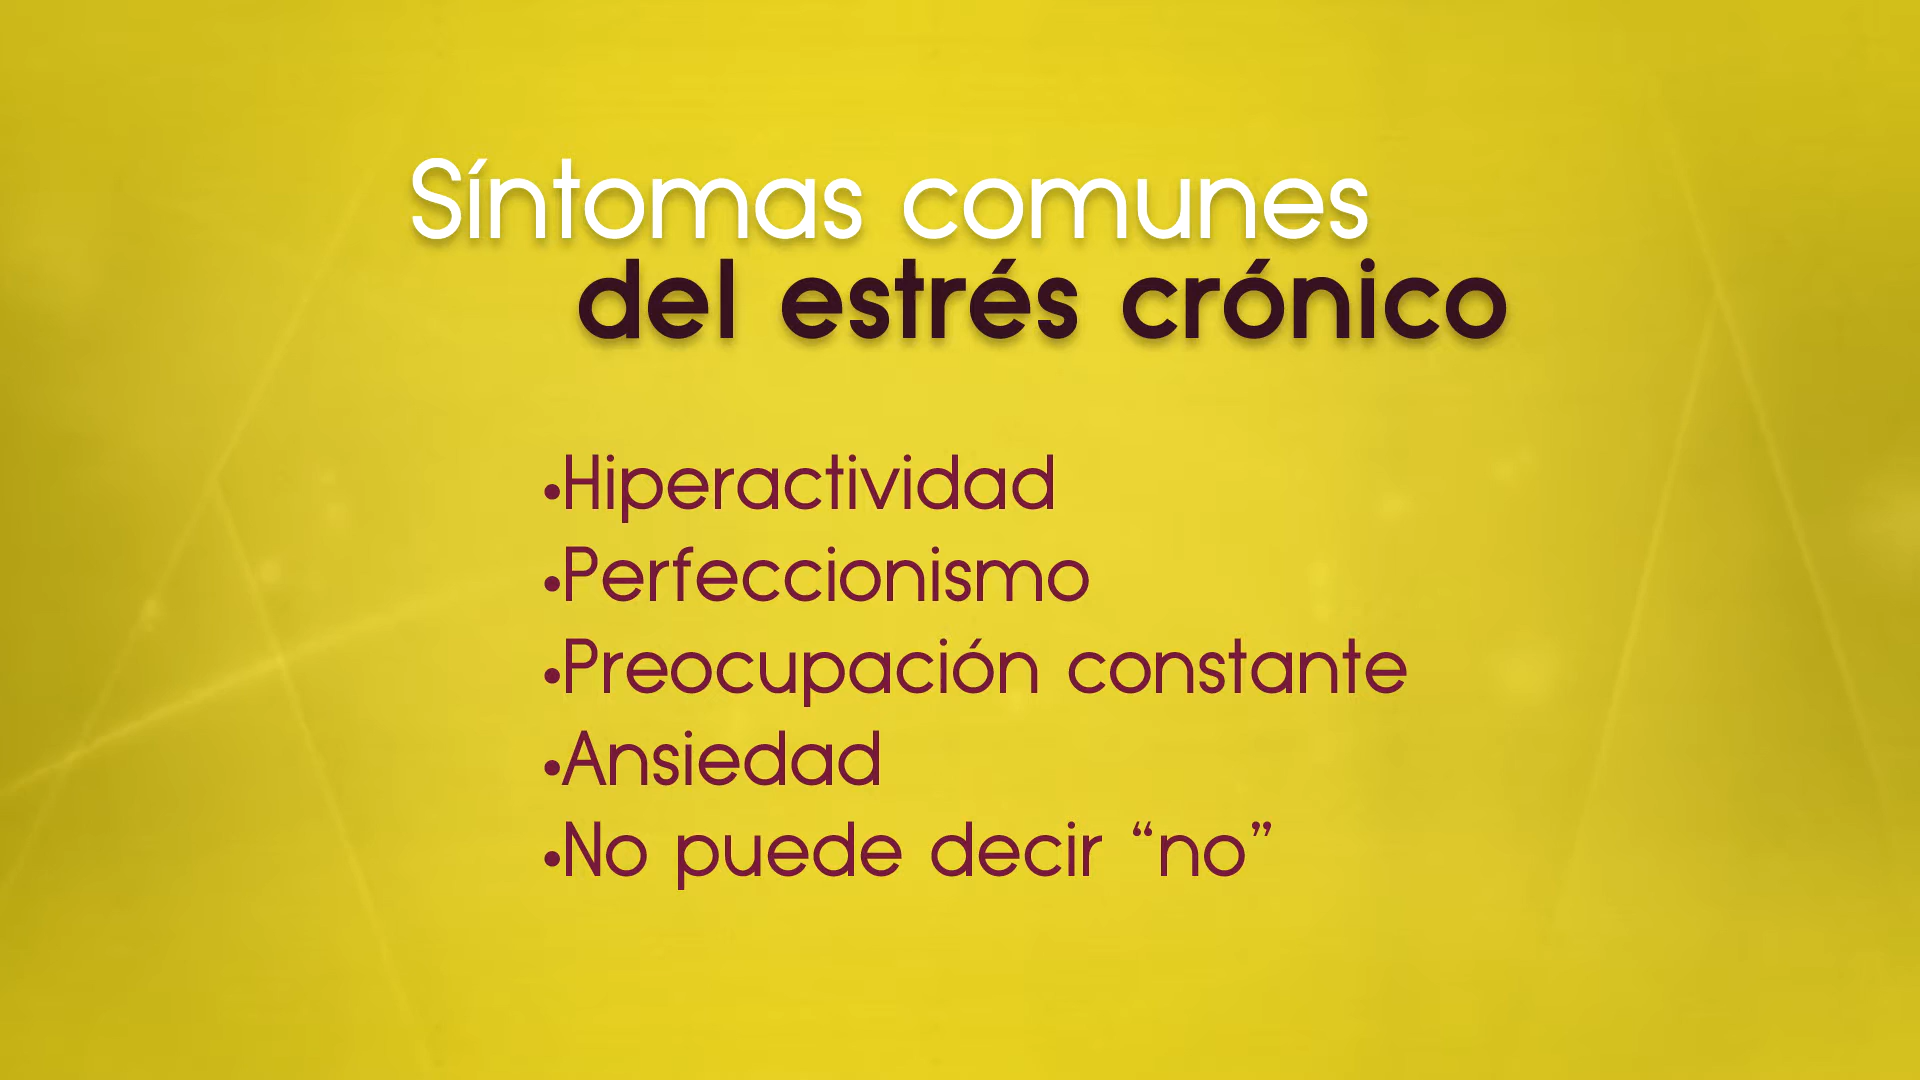 Síntomas comunes
del estrés crónico
•Hiperactividad
•Perfeccionismo
•Preocupación constante
•Ansiedad
•No puede decir “no”